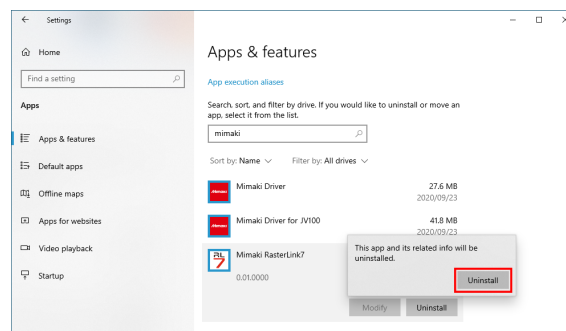 Settings
Home
Apps & features
Find a setting
App execution aliases
Apps
Search, sort, and filter by drive. If you would like to uninstall or move an
app, select it from the list.
mimaki
Apps & features
Sort by: Name
Filter by: All drives
Default apps
Mimaki Driver
27.6 MB
2020/09/23
Offline maps
Apps for websites
Mimaki Driver for JV100
41.8 MB
2020/09/23
Video playback
This app and its related info will be
uninstalled.
Mimaki RasterLink7
RL
7
0.01.0000
Startup
Uninstall
Modify
Uninstall